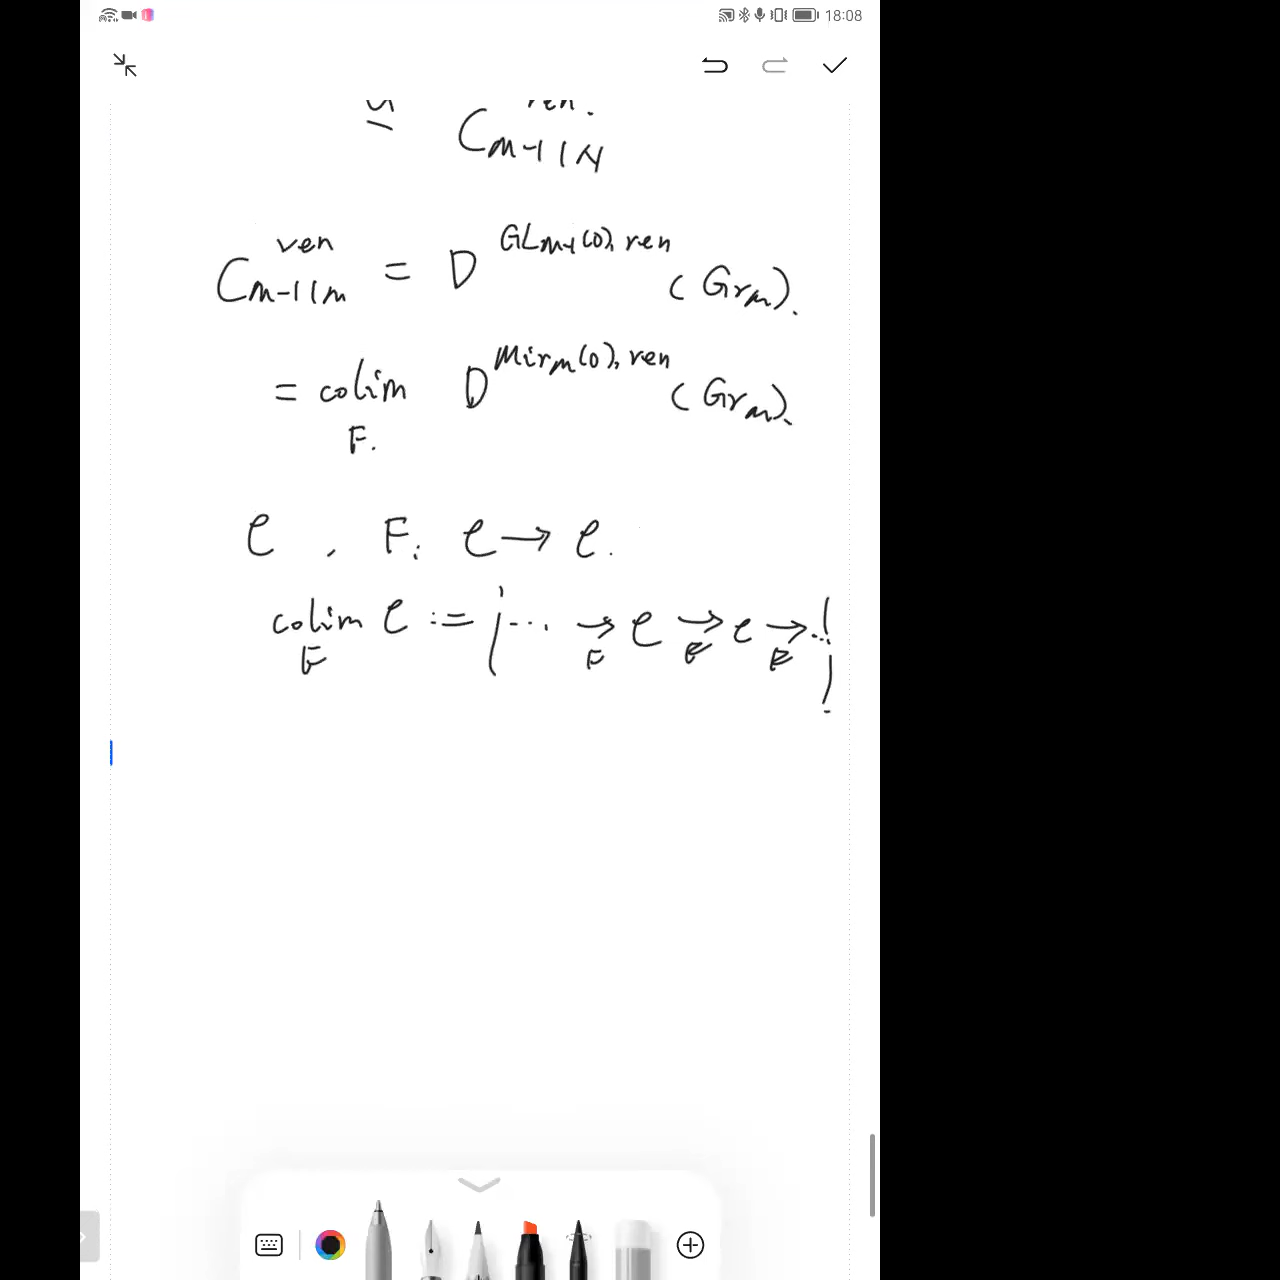 18:08
ren.
C_{M-1|N}
C^{ren}_{M-1|M} = D^{GL_{M-1}(O), ren} (Gr_M).
= colim_F. D^{Mir_M(O), ren} (Gr_M).
C, F: C → C.
colim_F C := (... →_F C →_F C →_F ...)